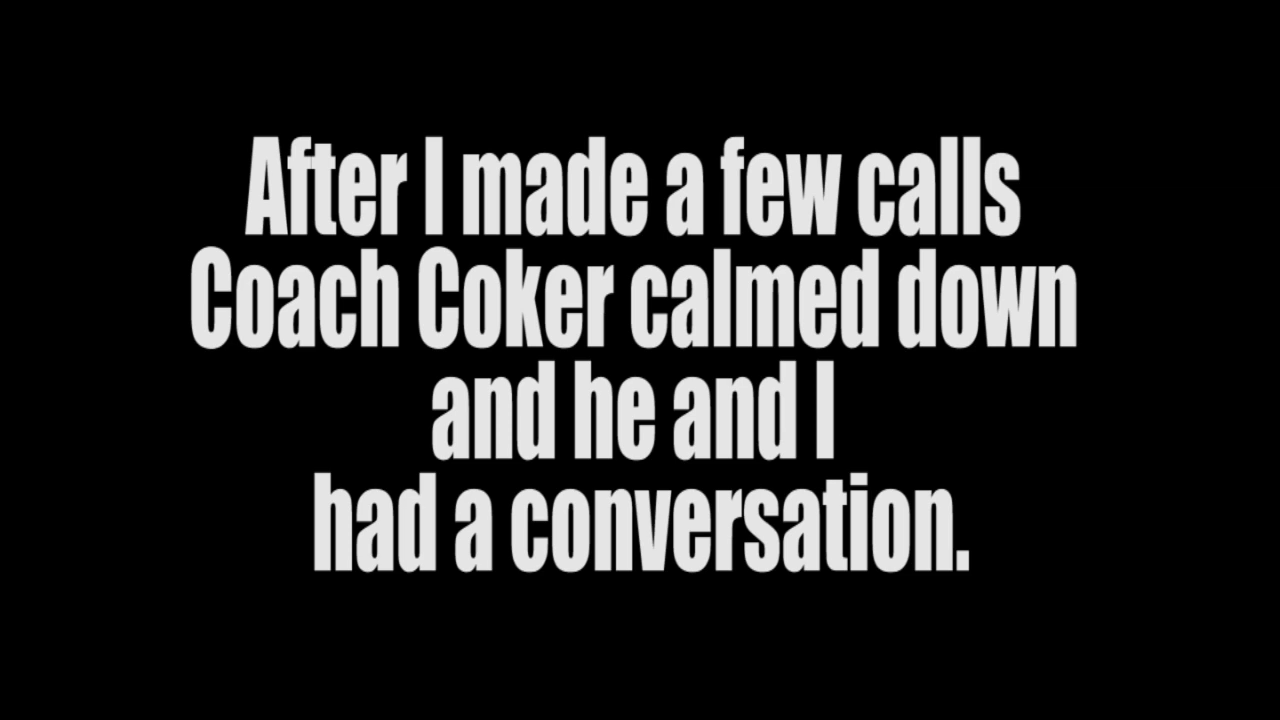 After I made a few calls
Coach Coker calmed down
and he and I
had a conversation.